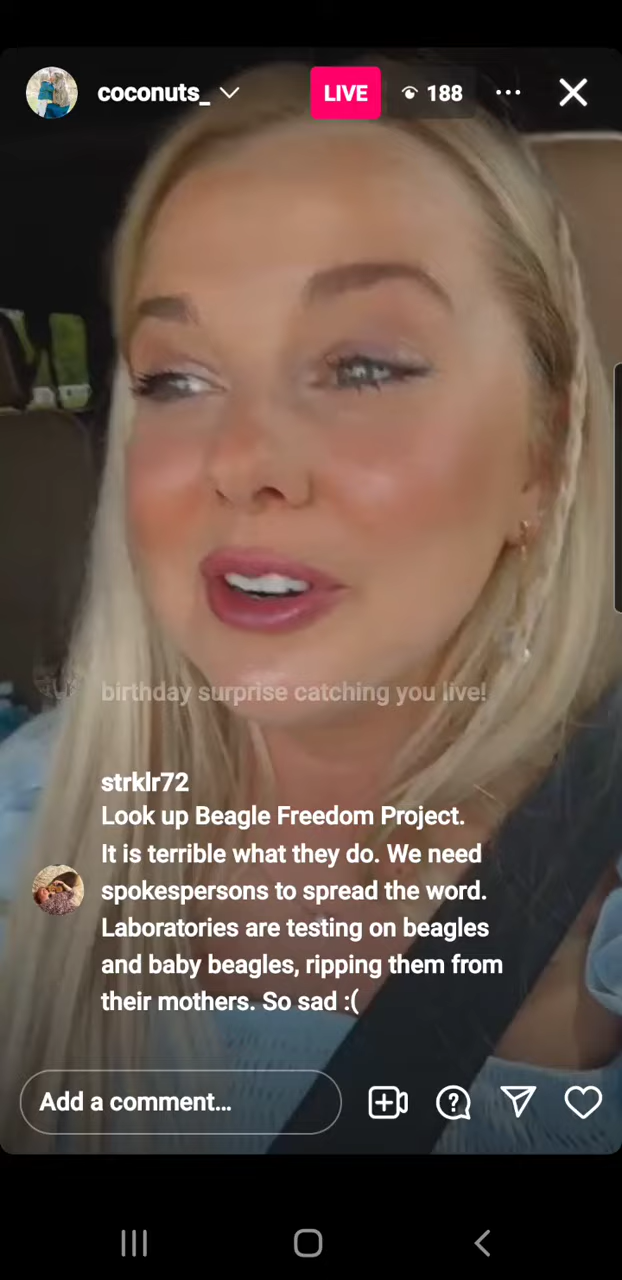 coconuts_
LIVE
188
birthday surprise catching you live!
strklr72
Look up Beagle Freedom Project.
It is terrible what they do. We need
spokespersons to spread the word.
Laboratories are testing on beagles
and baby beagles, ripping them from
their mothers. So sad :(
Add a comment...